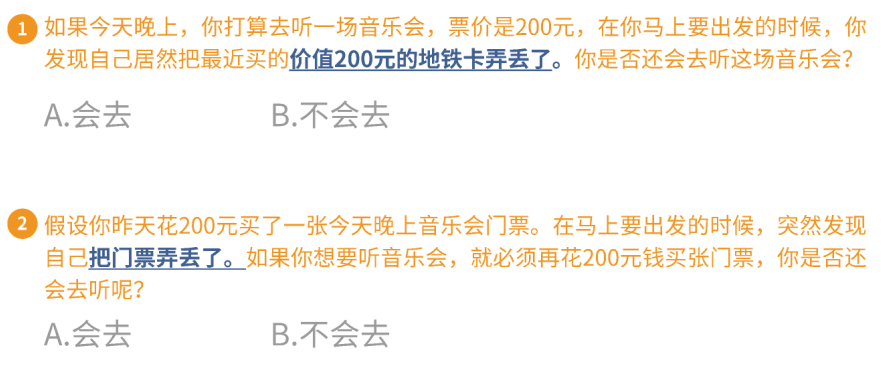 1 如果今天晚上，你打算去听一场音乐会，票价是200元，在你马上要出发的时候，你
发现自己居然把最近买的价值200元的地铁卡弄丢了。你是否还会去听这场音乐会？
A.会去 B.不会去
2 假设你昨天花200元买了一张今天晚上音乐会门票。在马上要出发的时候，突然发现
自己把门票弄丢了。如果你想要听音乐会，就必须再花200元钱买张门票，你是否还
会去听呢？
A.会去 B.不会去